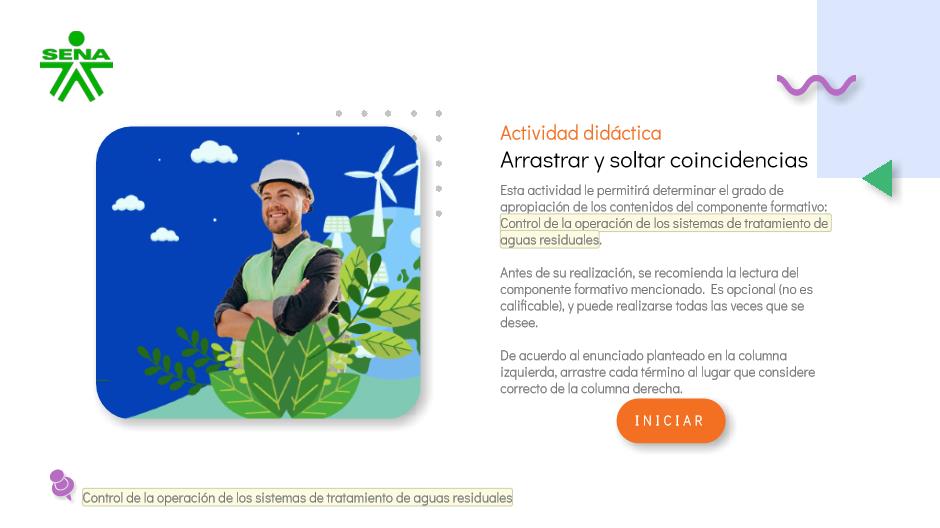 SENA
Actividad didáctica
Arrastrar y soltar coincidencias
Esta actividad le permitirá determinar el grado de
apropiación de los contenidos del componente formativo:
Control de la operación de los sistemas de tratamiento de
aguas residuales.
Antes de su realización, se recomienda la lectura del
componente formativo mencionado. Es opcional (no es
calificable), y puede realizarse todas las veces que se
desee.
De acuerdo al enunciado planteado en la columna
izquierda, arrastre cada término al lugar que considere
correcto de la columna derecha.
INICIAR
Control de la operación de los sistemas de tratamiento de aguas residuales